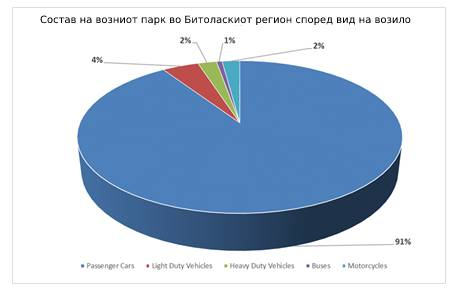 Состав на возниот парк во Битоласкиот регион според вид на возило
2%
1%
2%
4%
91%
Passenger Cars
Light Duty Vehicles
Heavy Duty Vehicles
Buses
Motorcycles